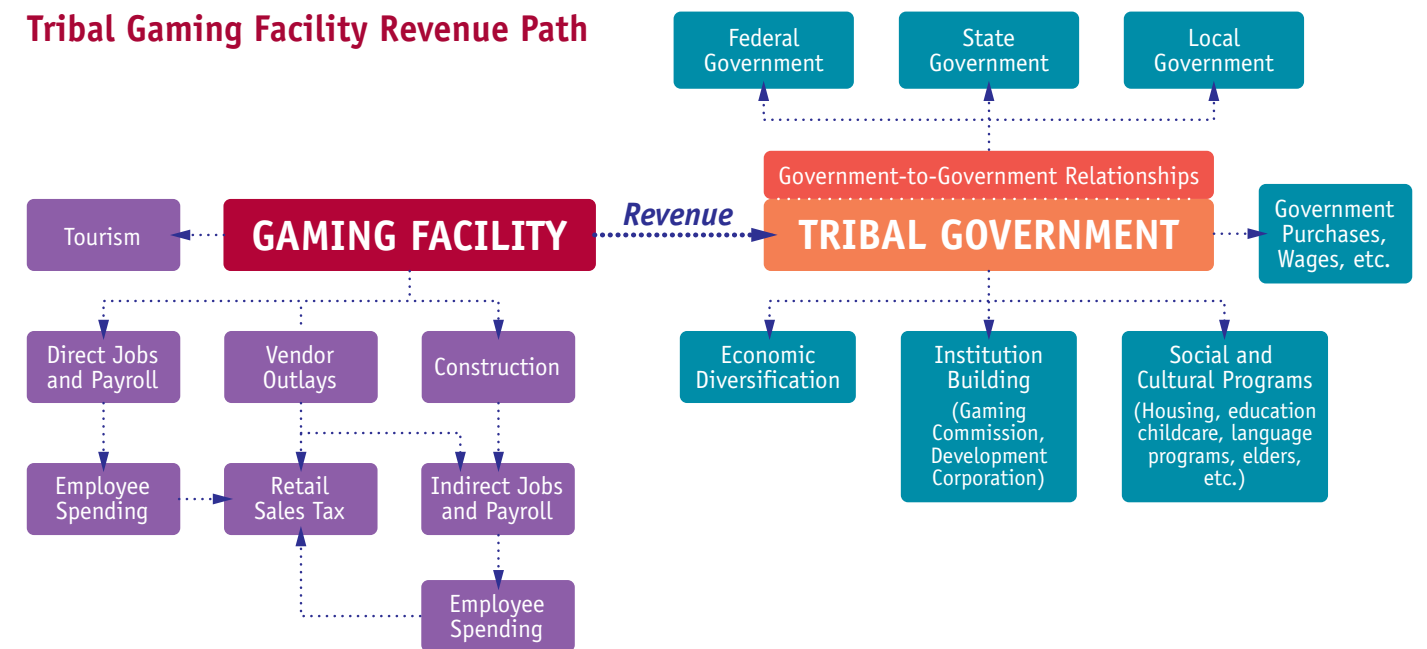 Tribal Gaming Facility Revenue Path
Federal
Government
State
Government
Local
Government
Government-to-Government Relationships
Tourism
GAMING FACILITY
Revenue
TRIBAL GOVERNMENT
Government
Purchases,
Wages, etc.
Direct Jobs
and Payroll
Vendor
Outlays
Construction
Economic
Diversification
Institution
Building
(Gaming
Commission,
Development
Corporation)
Social and
Cultural Programs
(Housing, education
childcare, language
programs, elders,
etc.)
Employee
Spending
Retail
Sales Tax
Indirect Jobs
and Payroll
Employee
Spending